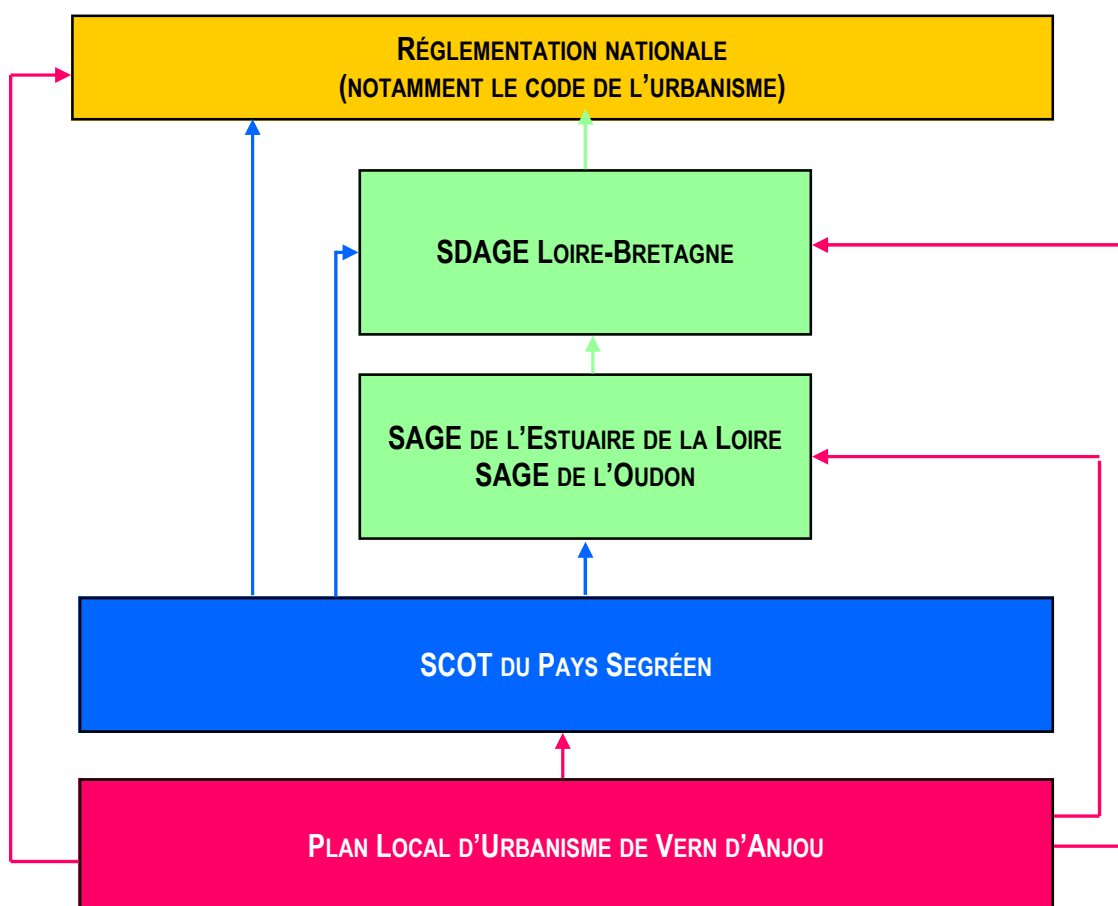 RÉGLEMENTATION NATIONALE
(NOTAMMENT LE CODE DE L'URBANISME)
SDAGE LOIRE-BRETAGNE
SAGE DE L'ESTUAIRE DE LA LOIRE
SAGE DE L'OUDON
SCOT DU PAYS SEGRÉEN
PLAN LOCAL D'URBANISME DE VERN D'ANJOU